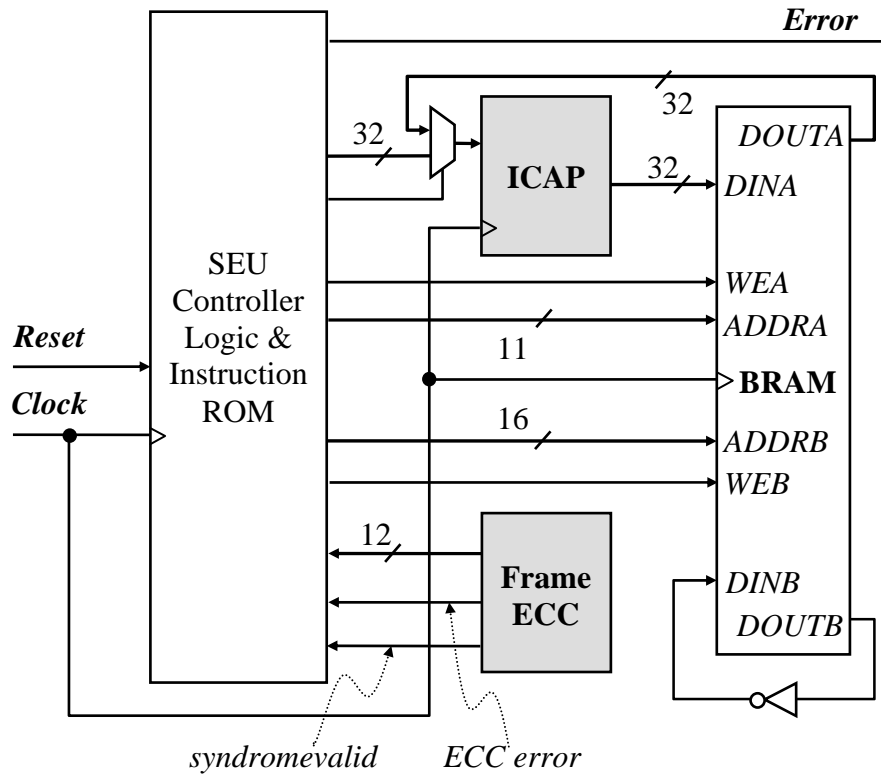 Error
32
32
DOUTA
ICAP
32
DINA
SEU
Controller
Logic &
Instruction
ROM
WEA
ADDRA
11
Reset
BRAM
Clock
16
ADDRB
WEB
12
Frame
ECC
DINB
DOUTB
syndromevalid
ECC error